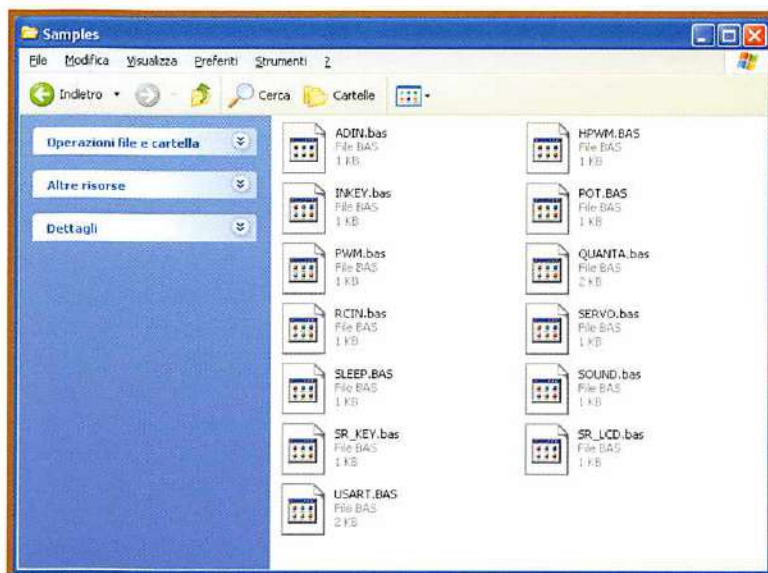 Samples
File Modifica Visualizza Preferiti Strumenti ?
Indietro Cerca Cartelle
Operazioni file e cartella
Altre risorse
Dettagli
ADIN.bas
File BAS
1 KB
HPWM.BAS
File BAS
1 KB
INKEY.bas
File BAS
1 KB
POT.BAS
File BAS
1 KB
PWM.bas
File BAS
1 KB
QUANTA.bas
File BAS
2 KB
RCIN.bas
File BAS
1 KB
SERVO.bas
File BAS
1 KB
SLEEP.BAS
File BAS
1 KB
SOUND.bas
File BAS
1 KB
SR_KEY.bas
File BAS
1 KB
SR_LCD.bas
File BAS
1 KB
USART.BAS
File BAS
2 KB